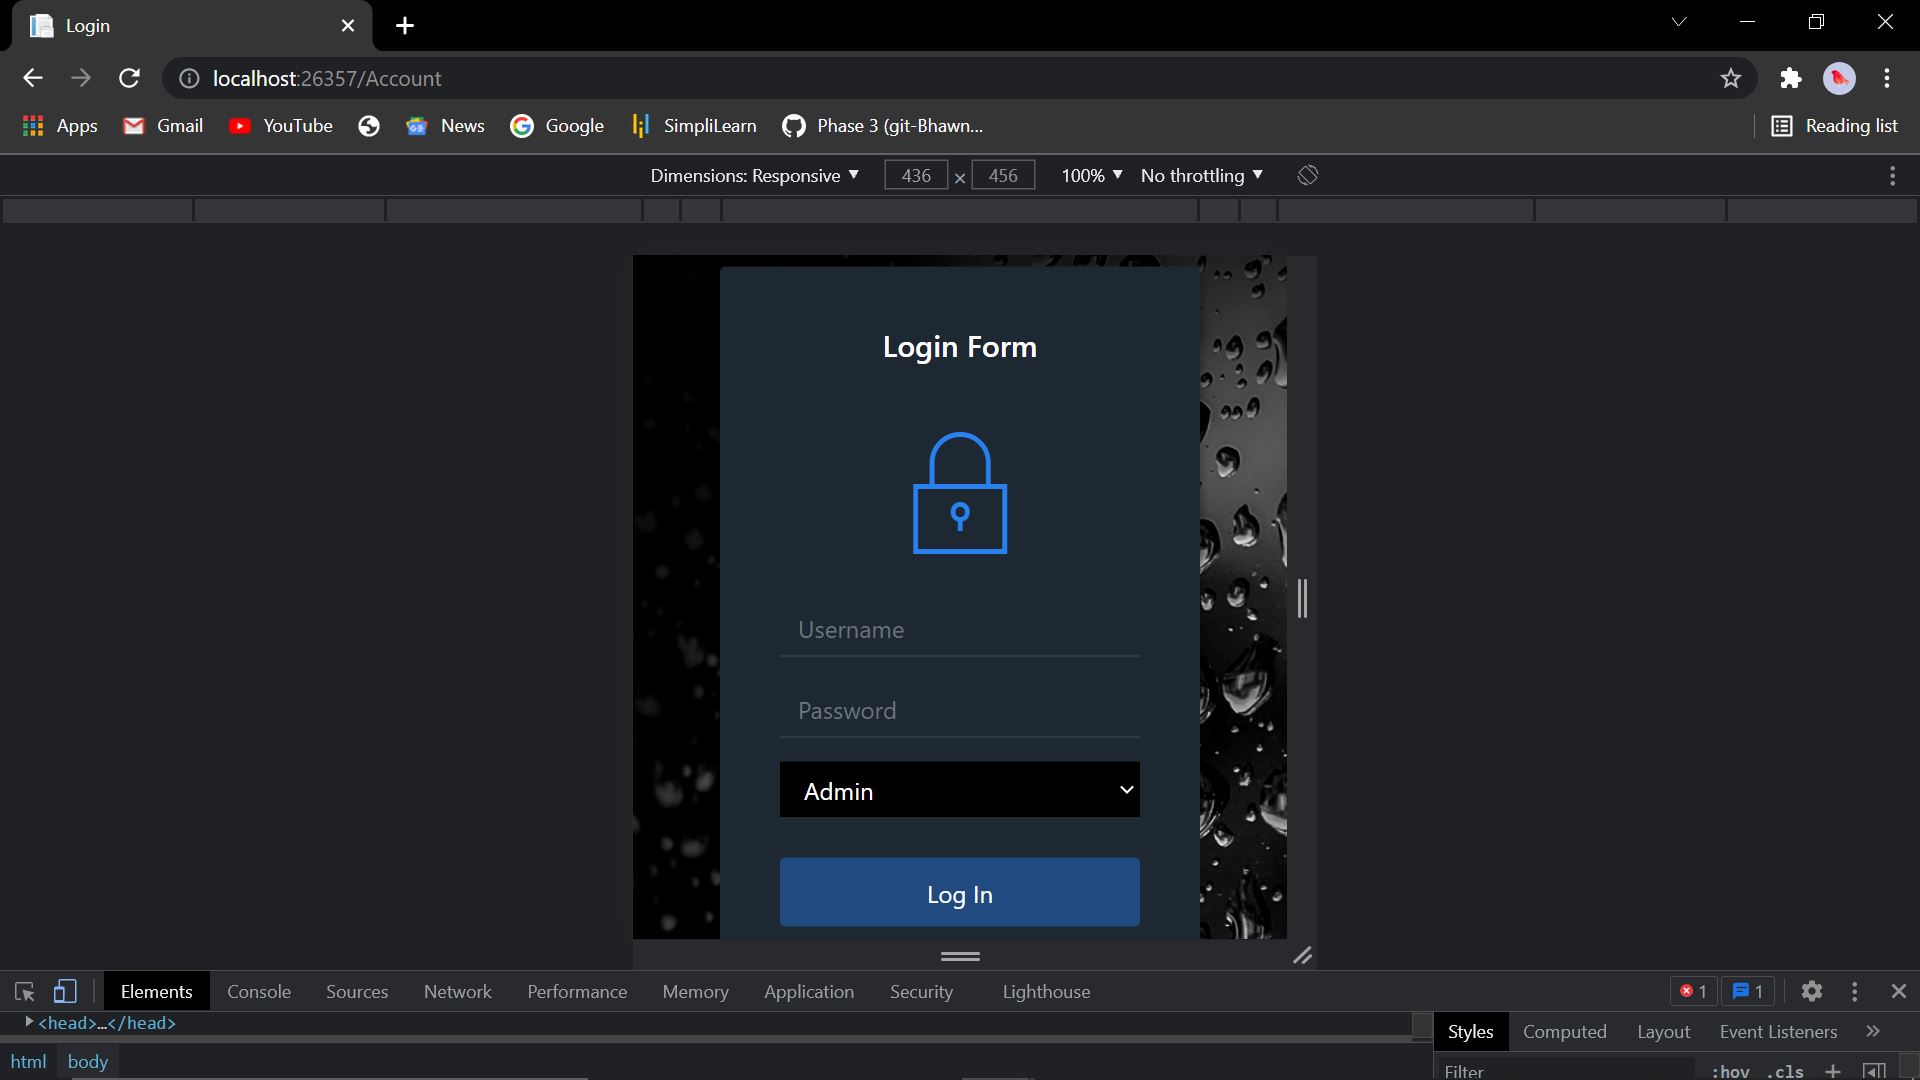 Login
localhost:26357/Account
Apps Gmail YouTube News Google SimpliLearn Phase 3 (git-Bhawn... Reading list
Dimensions: Responsive 436 × 456 100% No throttling
Login Form
Username
Password
Admin
Log In
Elements Console Sources Network Performance Memory Application Security Lighthouse 1 1
<head>…</head>
Styles Computed Layout Event Listeners »
html body
Filter :hov .cls +